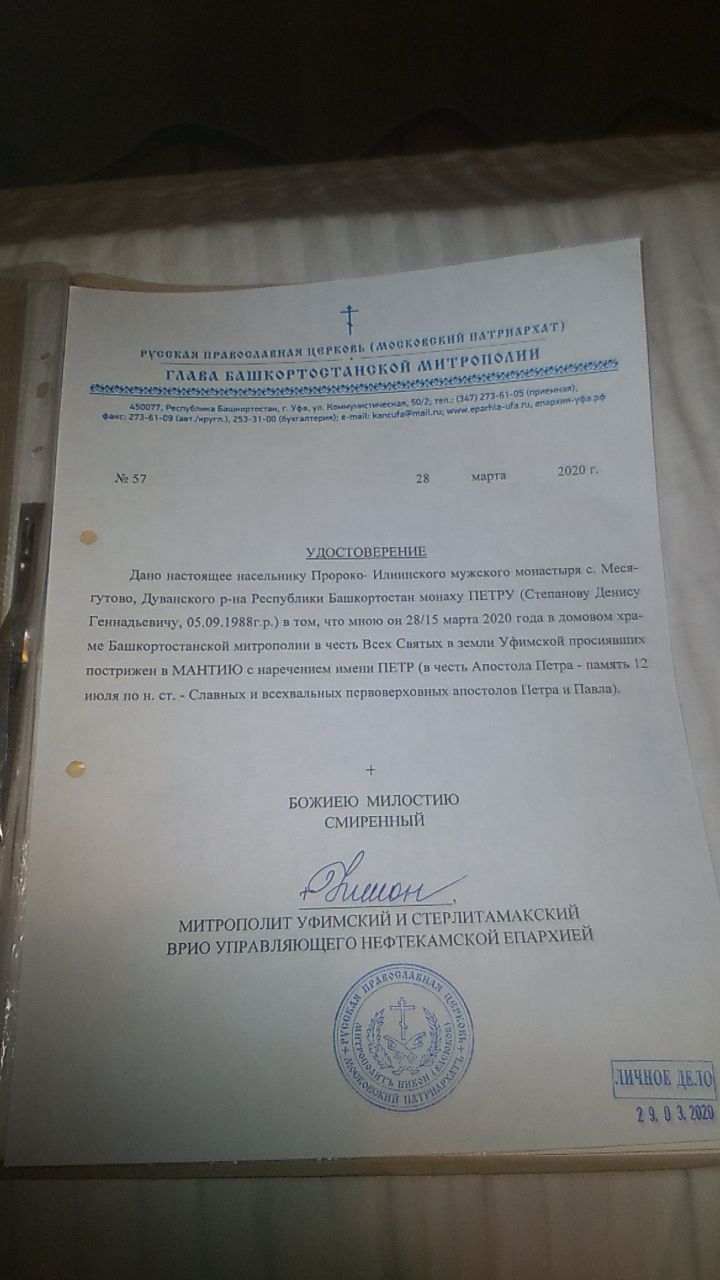 РУССКАЯ ПРАВОСЛАВНАЯ ЦЕРКОВЬ (МОСКОВСКИЙ ПАТРИАРХАТ)
ГЛАВА БАШКОРТОСТАНСКОЙ МИТРОПОЛИИ
450077, Республика Башкортостан, г. Уфа, ул. Коммунистическая, 50/2; тел.: (347) 273-61-05 (приемная),
факс: 273-61-09 (авт./кругл.), 253-31-00 (бухгалтерия); e-mail: kancufa@mail.ru; www.eparhia-ufa.ru, епархия-уфа.рф
№ 57 28 марта 2020 г.
УДОСТОВЕРЕНИЕ
Дано настоящее насельнику Пророко- Илиинского мужского монастыря с. Меся-
гутово, Дуванского р-на Республики Башкортостан монаху ПЕТРУ (Степанову Денису
Геннадьевичу, 05.09.1988г.р.) в том, что мною он 28/15 марта 2020 года в домовом хра-
ме Башкортостанской митрополии в честь Всех Святых в земли Уфимской просиявших
пострижен в МАНТИЮ с наречением имени ПЕТР (в честь Апостола Петра - память 12
июля по н. ст. - Славных и всехвальных первоверховных апостолов Петра и Павла).
+
БОЖИЕЮ МИЛОСТИЮ
СМИРЕННЫЙ
+Никон,
МИТРОПОЛИТ УФИМСКИЙ И СТЕРЛИТАМАКСКИЙ
ВРИО УПРАВЛЯЮЩЕГО НЕФТЕКАМСКОЙ ЕПАРХИЕЙ
+ РУССКАЯ ПРАВОСЛАВНАЯ ЦЕРКОВЬ +
МОСКОВСКИЙ ПАТРИАРХАТЪ
МИТРОПОЛИТЪ НИКОН (ВАСЮКОВ)
ЛИЧНОЕ ДЕЛО
29.03.2020